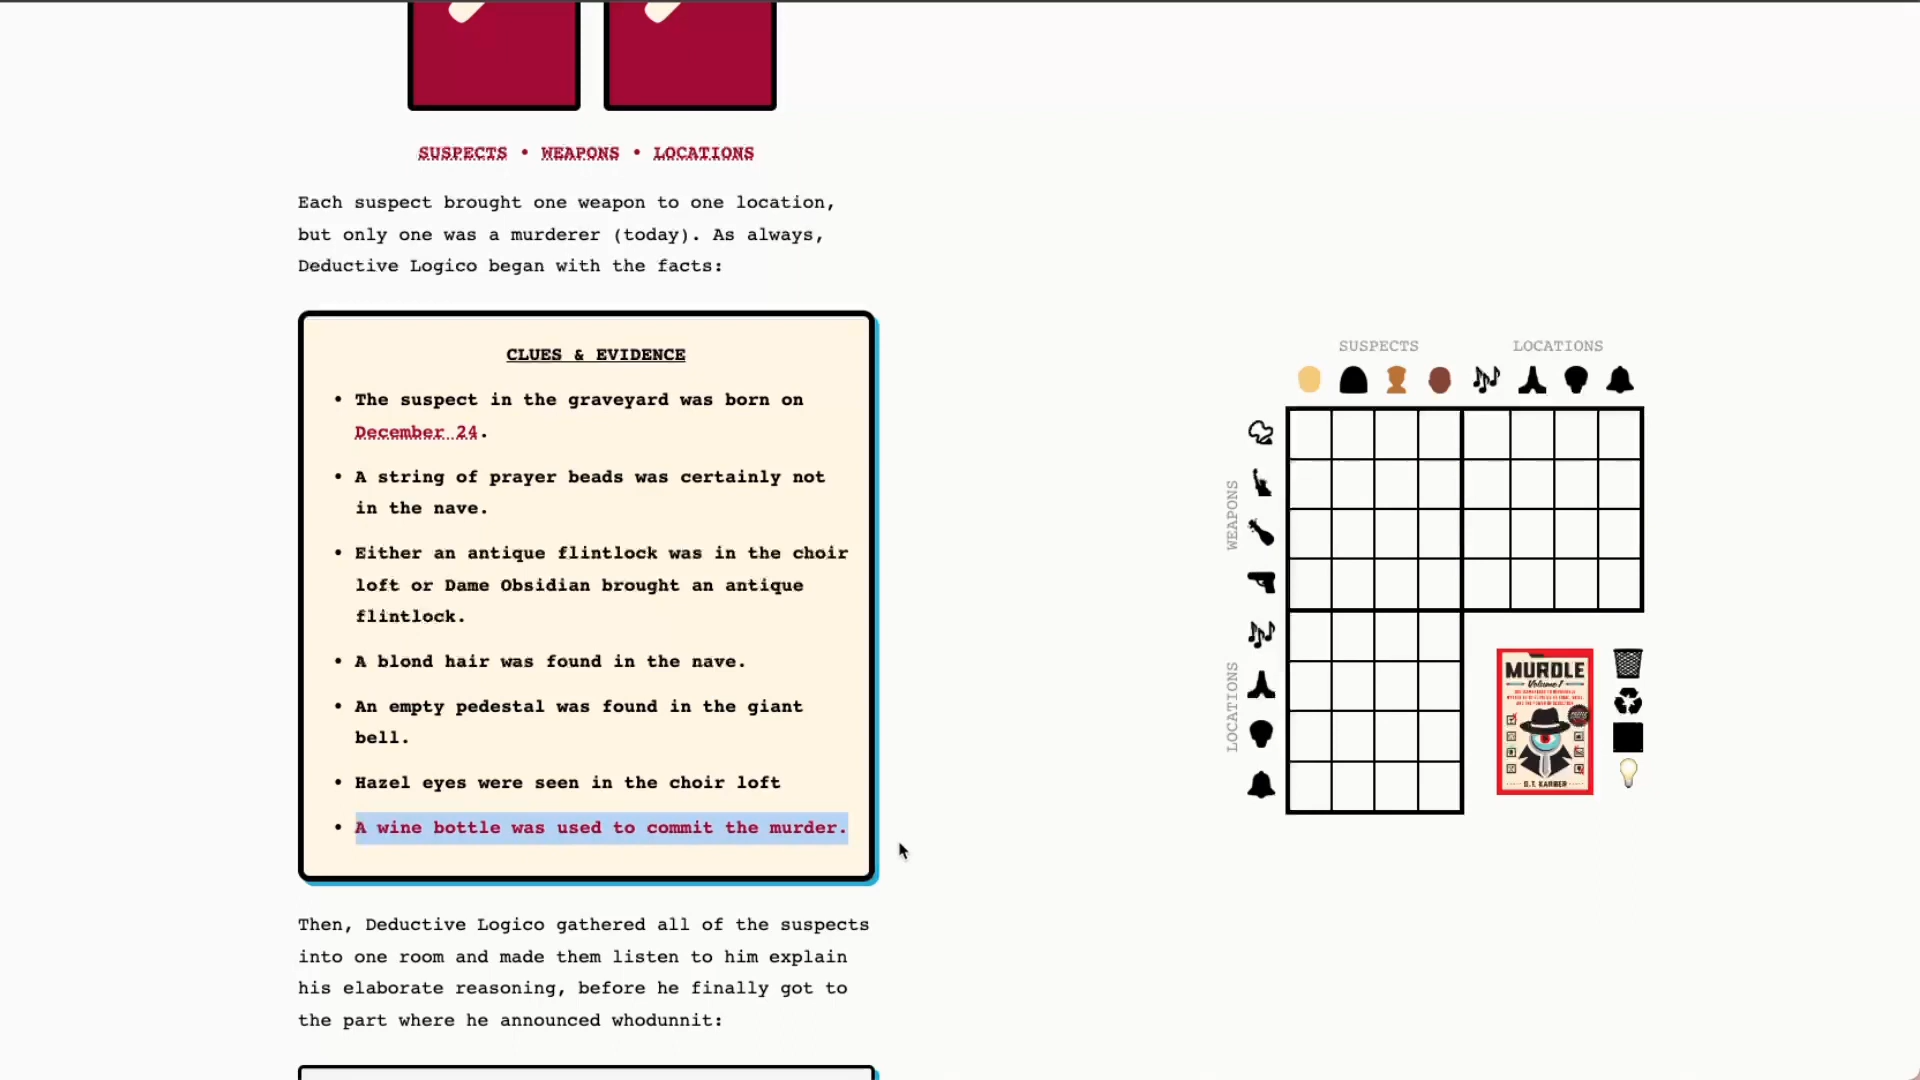 SUSPECTS • WEAPONS • LOCATIONS
Each suspect brought one weapon to one location,
but only one was a murderer (today). As always,
Deductive Logico began with the facts:
CLUES & EVIDENCE
• The suspect in the graveyard was born on
December 24.
• A string of prayer beads was certainly not
in the nave.
• Either an antique flintlock was in the choir
loft or Dame Obsidian brought an antique
flintlock.
• A blond hair was found in the nave.
• An empty pedestal was found in the giant
bell.
• Hazel eyes were seen in the choir loft
• A wine bottle was used to commit the murder.
Then, Deductive Logico gathered all of the suspects
into one room and made them listen to him explain
his elaborate reasoning, before he finally got to
the part where he announced whodunnit:
SUSPECTS
LOCATIONS
WEAPONS
LOCATIONS
MURDLE
Volume 1
G.T. KARBER